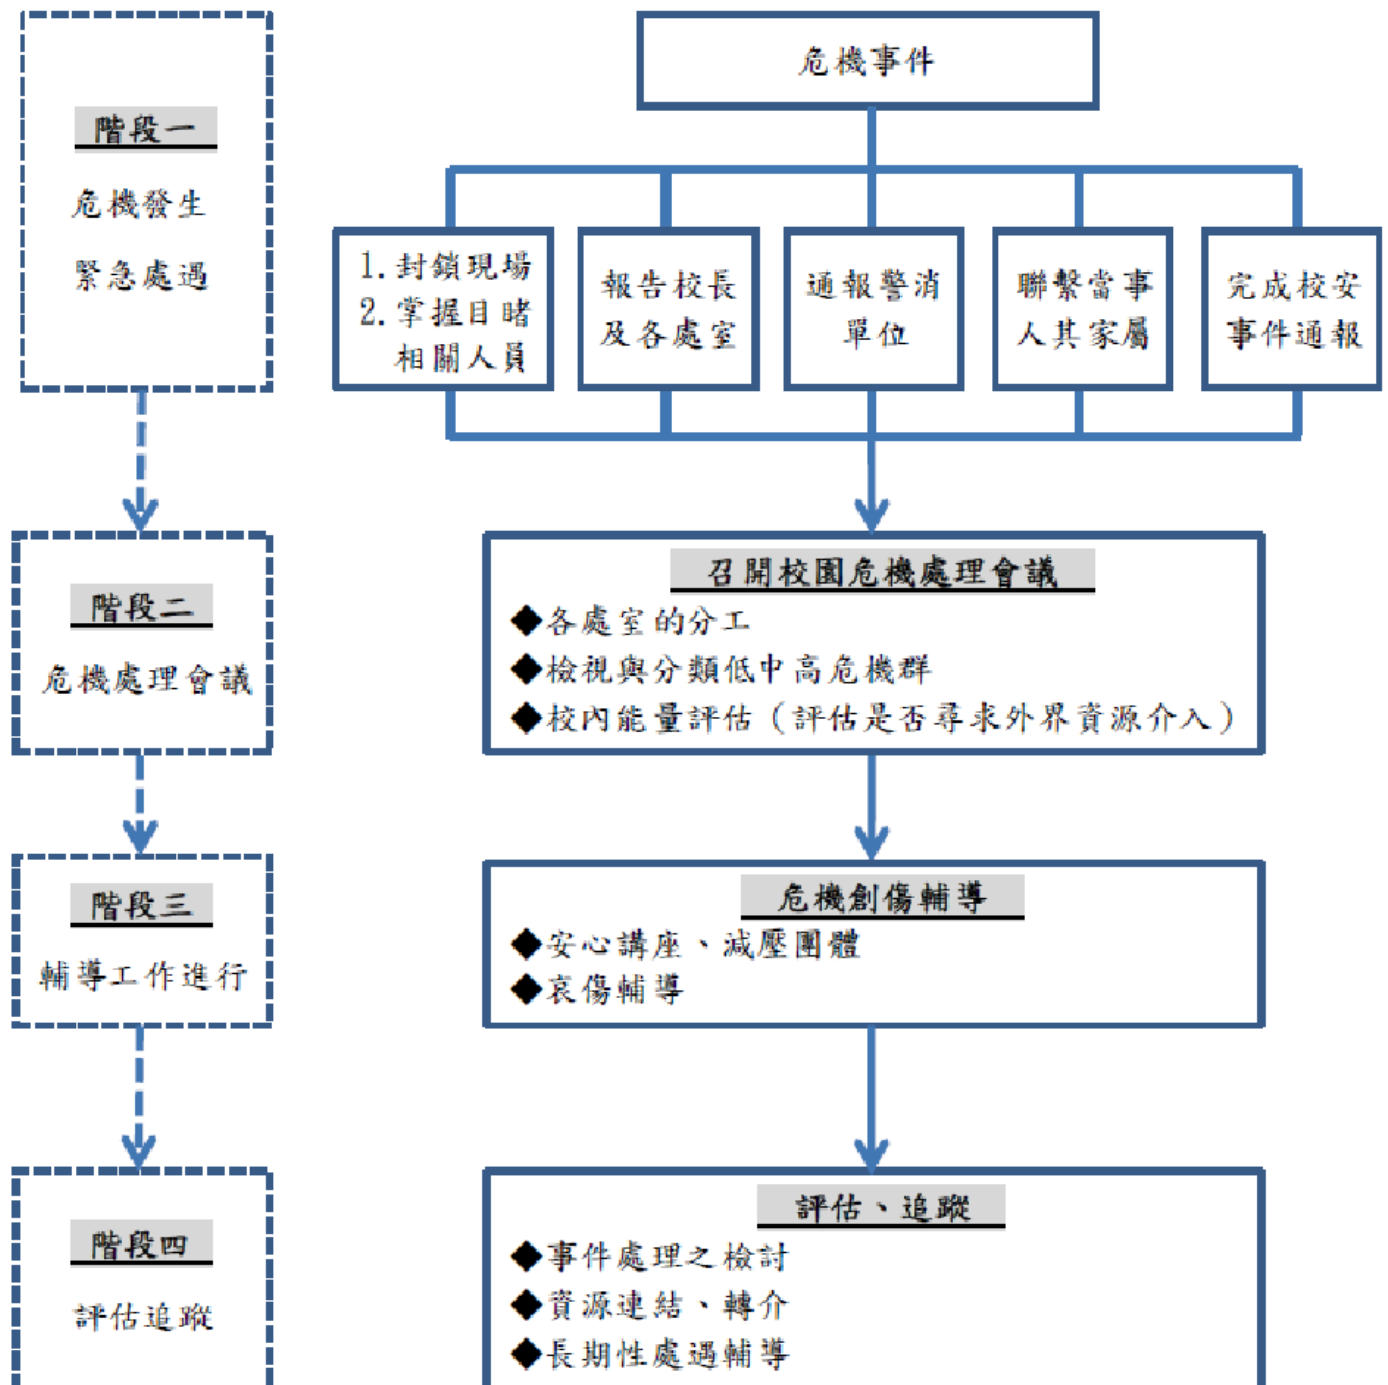 危機事件
階段一
危機發生
緊急處遇
1.封鎖現場
2.掌握目睹
相關人員
報告校長
及各處室
通報警消
單位
聯繫當事
人其家屬
完成校安
事件通報
階段二
危機處理會議
召開校園危機處理會議
◆各處室的分工
◆檢視與分類低中高危機群
◆校內能量評估（評估是否尋求外界資源介入）
階段三
輔導工作進行
危機創傷輔導
◆安心講座、減壓團體
◆哀傷輔導
階段四
評估追蹤
評估、追蹤
◆事件處理之檢討
◆資源連結、轉介
◆長期性處遇輔導